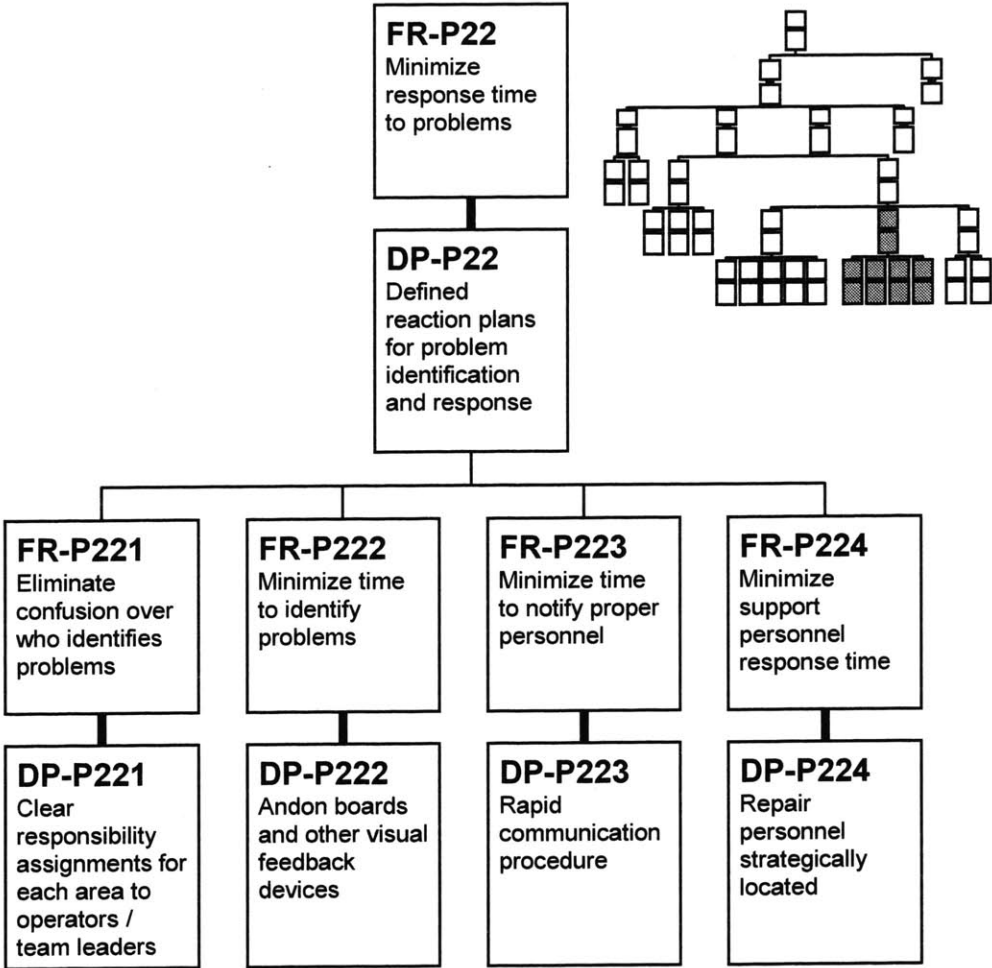 FR-P22
Minimize
response time
to problems
DP-P22
Defined
reaction plans
for problem
identification
and response
FR-P221
Eliminate
confusion over
who identifies
problems
FR-P222
Minimize time
to identify
problems
FR-P223
Minimize time
to notify proper
personnel
FR-P224
Minimize
support
personnel
response time
DP-P221
Clear
responsibility
assignments for
each area to
operators /
team leaders
DP-P222
Andon boards
and other visual
feedback
devices
DP-P223
Rapid
communication
procedure
DP-P224
Repair
personnel
strategically
located